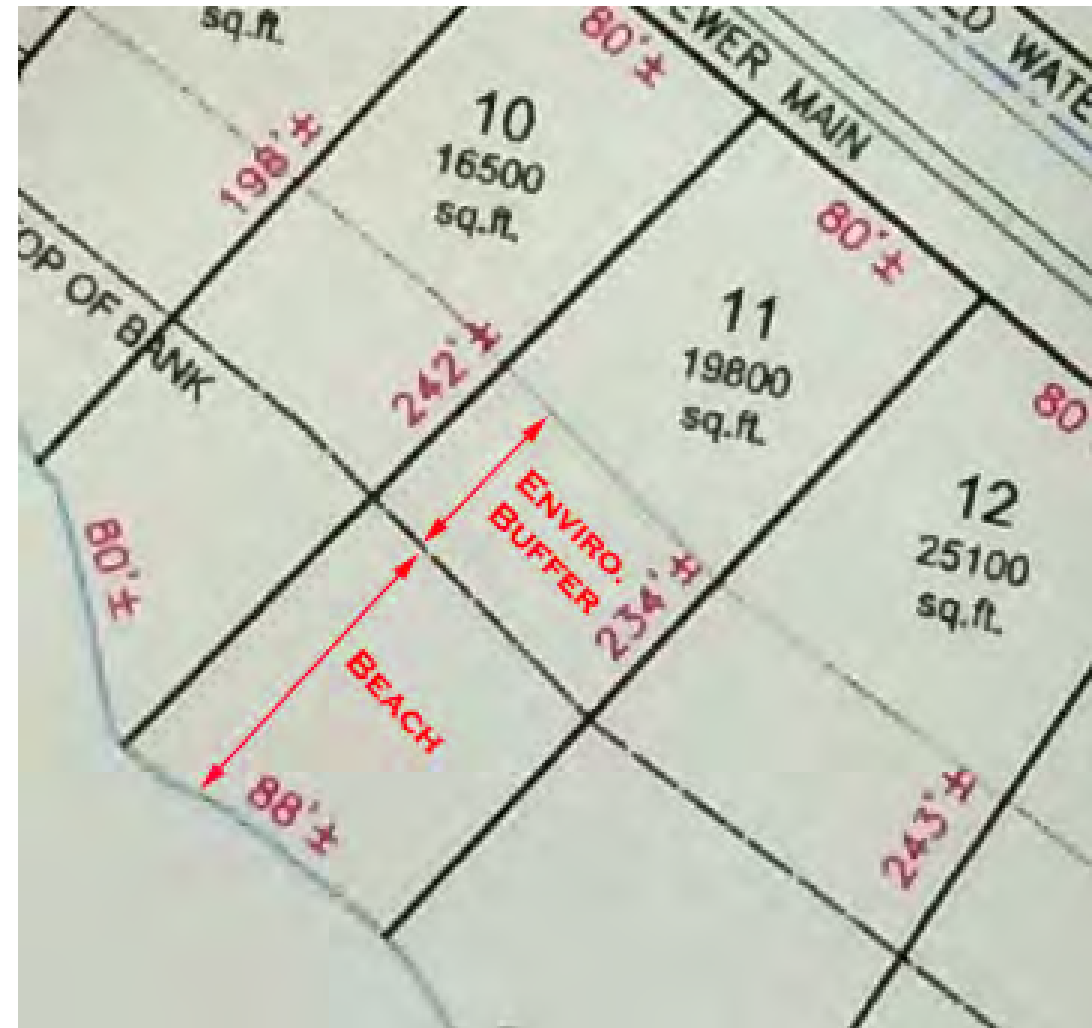 sq.ft.
80'±
EWER MAIN
ED WATE
10
16500
sq.ft.
198'±
80'±
OP OF BANK
11
19800
sq.ft.
242'±
80
12
25100
sq.ft.
ENVIRO.
BUFFER
80'±
234'±
BEACH
88'±
243'±